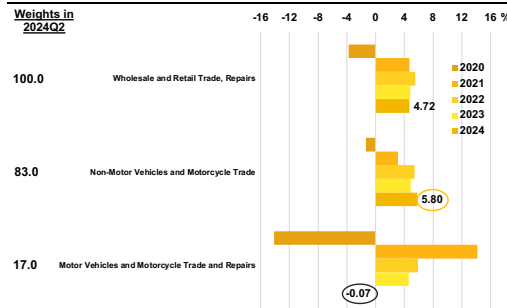 Weights in
2024Q2
-16 -12 -8 -4 0 4 8 12 16 %
100.0 Wholesale and Retail Trade, Repairs 4.72
2020
2021
2022
2023
2024
83.0 Non-Motor Vehicles and Motorcycle Trade 5.80
17.0 Motor Vehicles and Motorcycle Trade and Repairs
-0.07